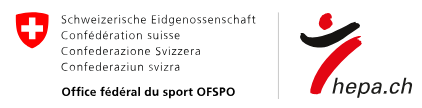 Schweizerische Eidgenossenschaft
Confédération suisse
Confederazione Svizzera
Confederaziun svizra
Office fédéral du sport OFSPO
hepa.ch